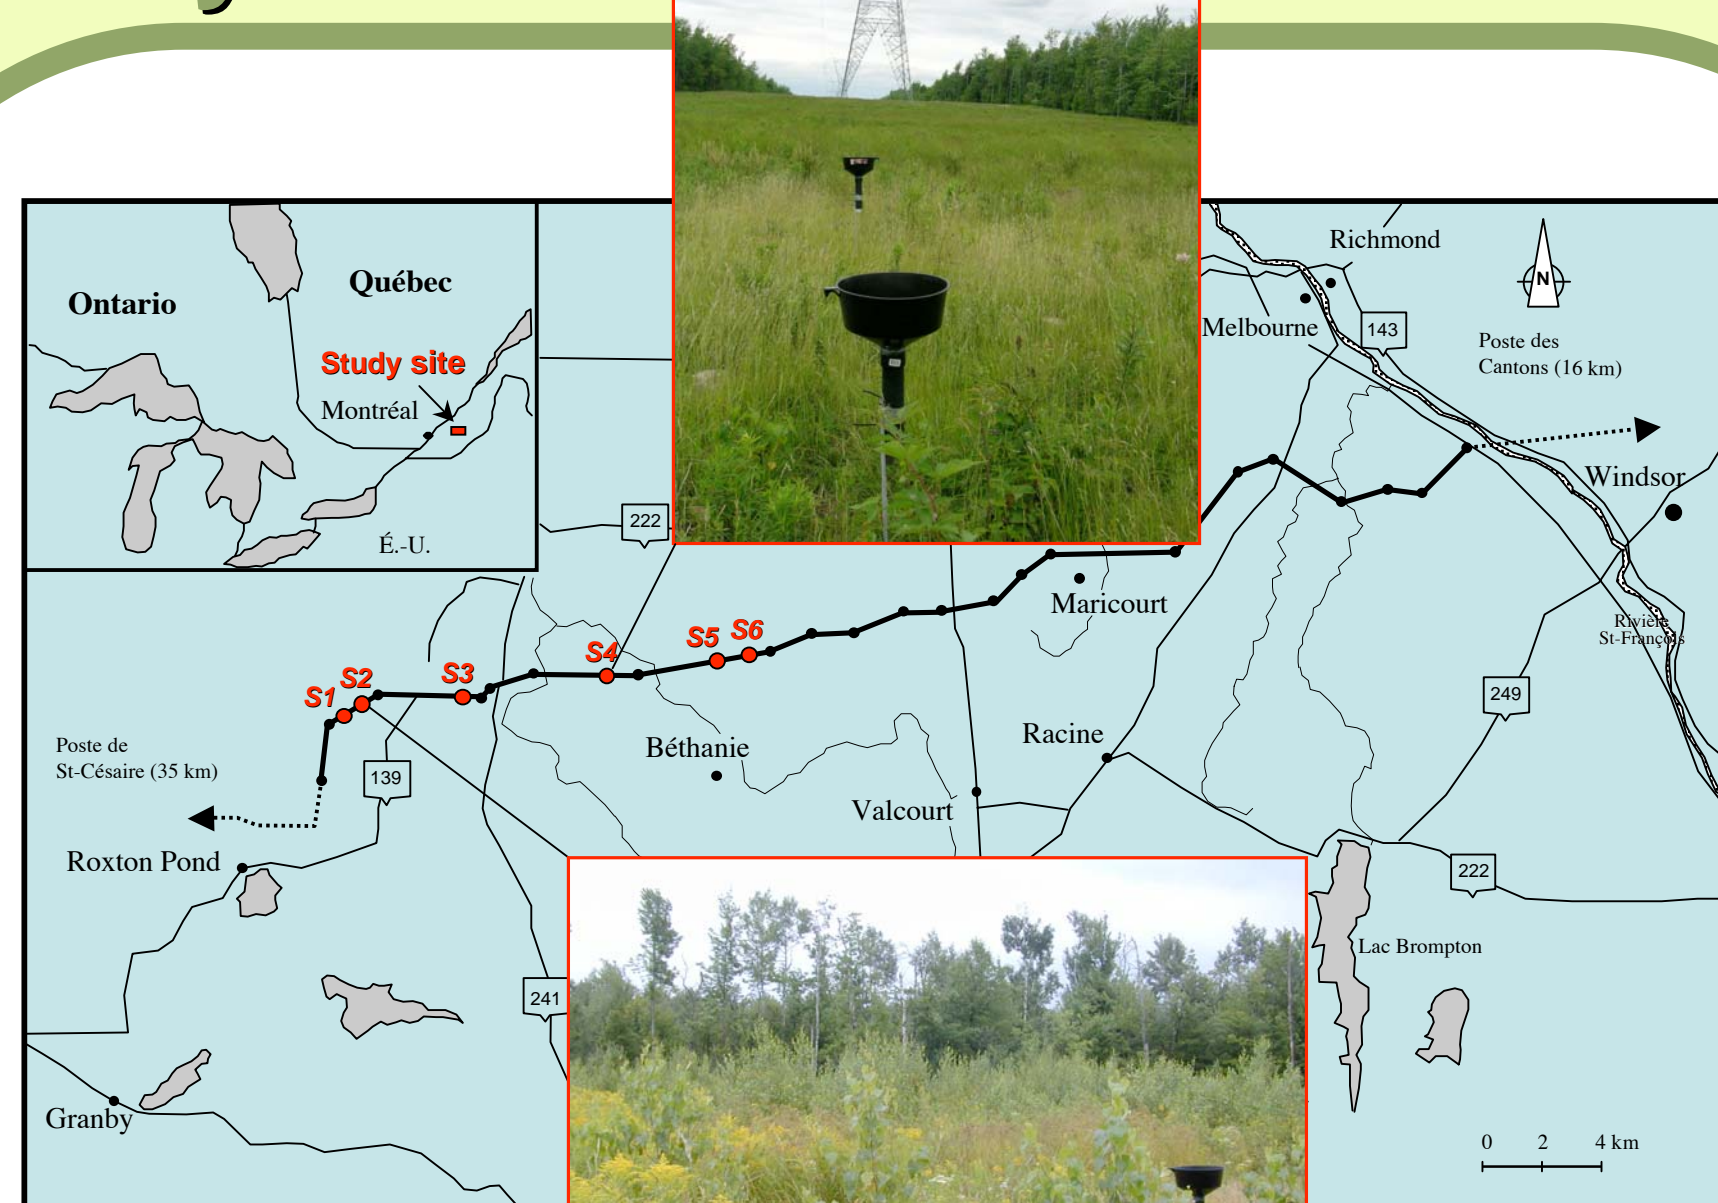 Ontario
Québec
Study site
Montréal
É.-U.
222
Richmond
Melbourne
143
N
Poste des
Cantons (16 km)
Windsor
Maricourt
Rivière
St-François
S1
S2
S3
S4
S5
S6
249
Poste de
St-Césaire (35 km)
139
Béthanie
Racine
Valcourt
Roxton Pond
222
Lac Brompton
241
Granby
0 2 4 km